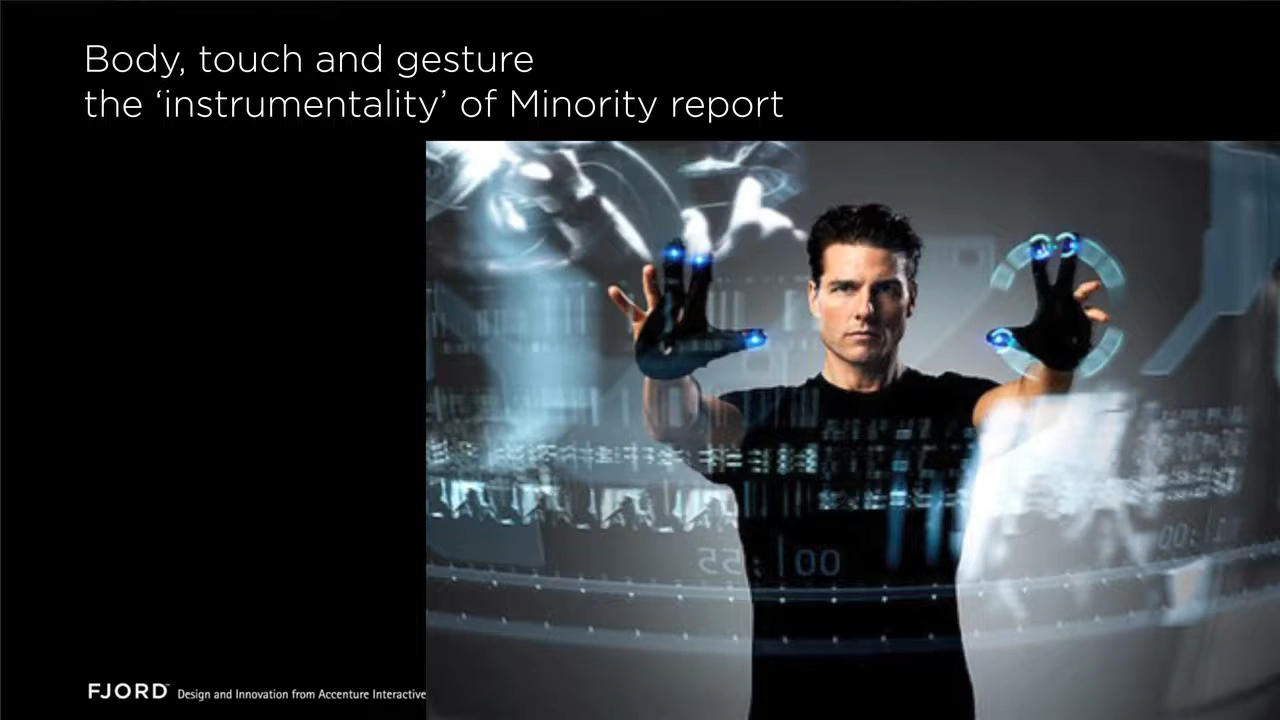 Body, touch and gesture
the ‘instrumentality’ of Minority report
FJORD Design and Innovation from Accenture Interactive